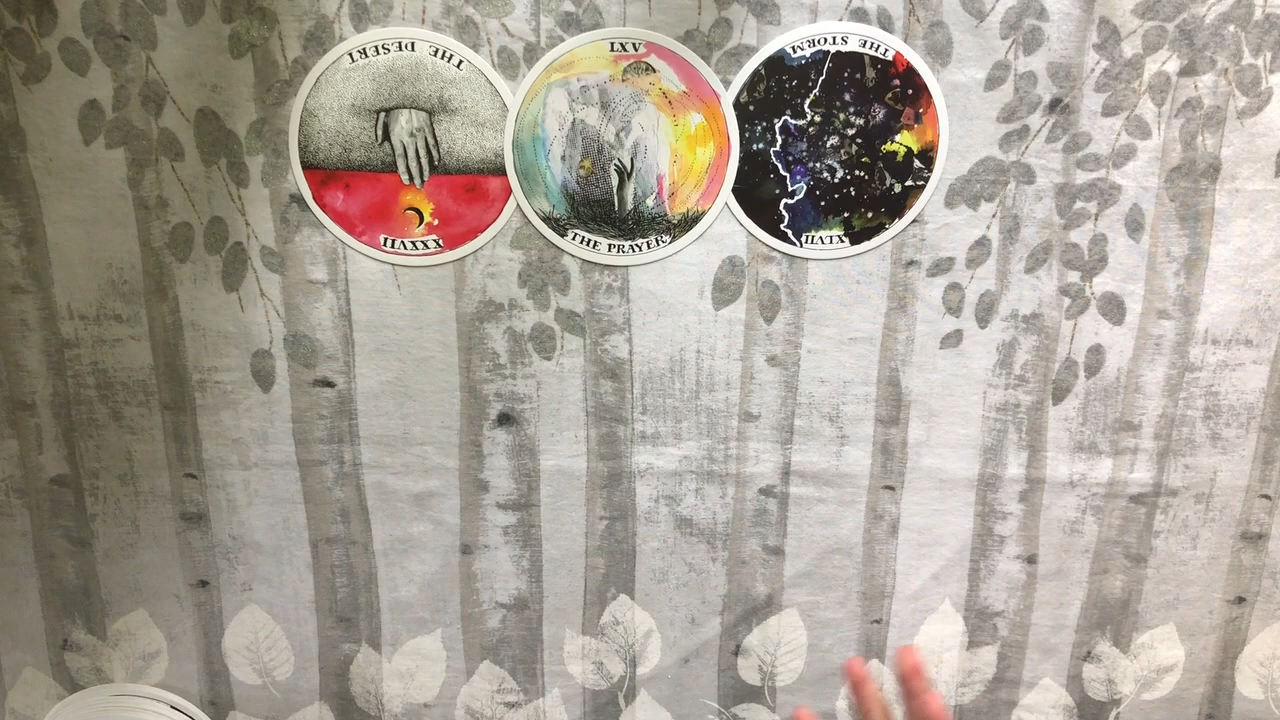 THE DESERT
XXXVII
LXV
THE PRAYER
THE STORM
XLVII